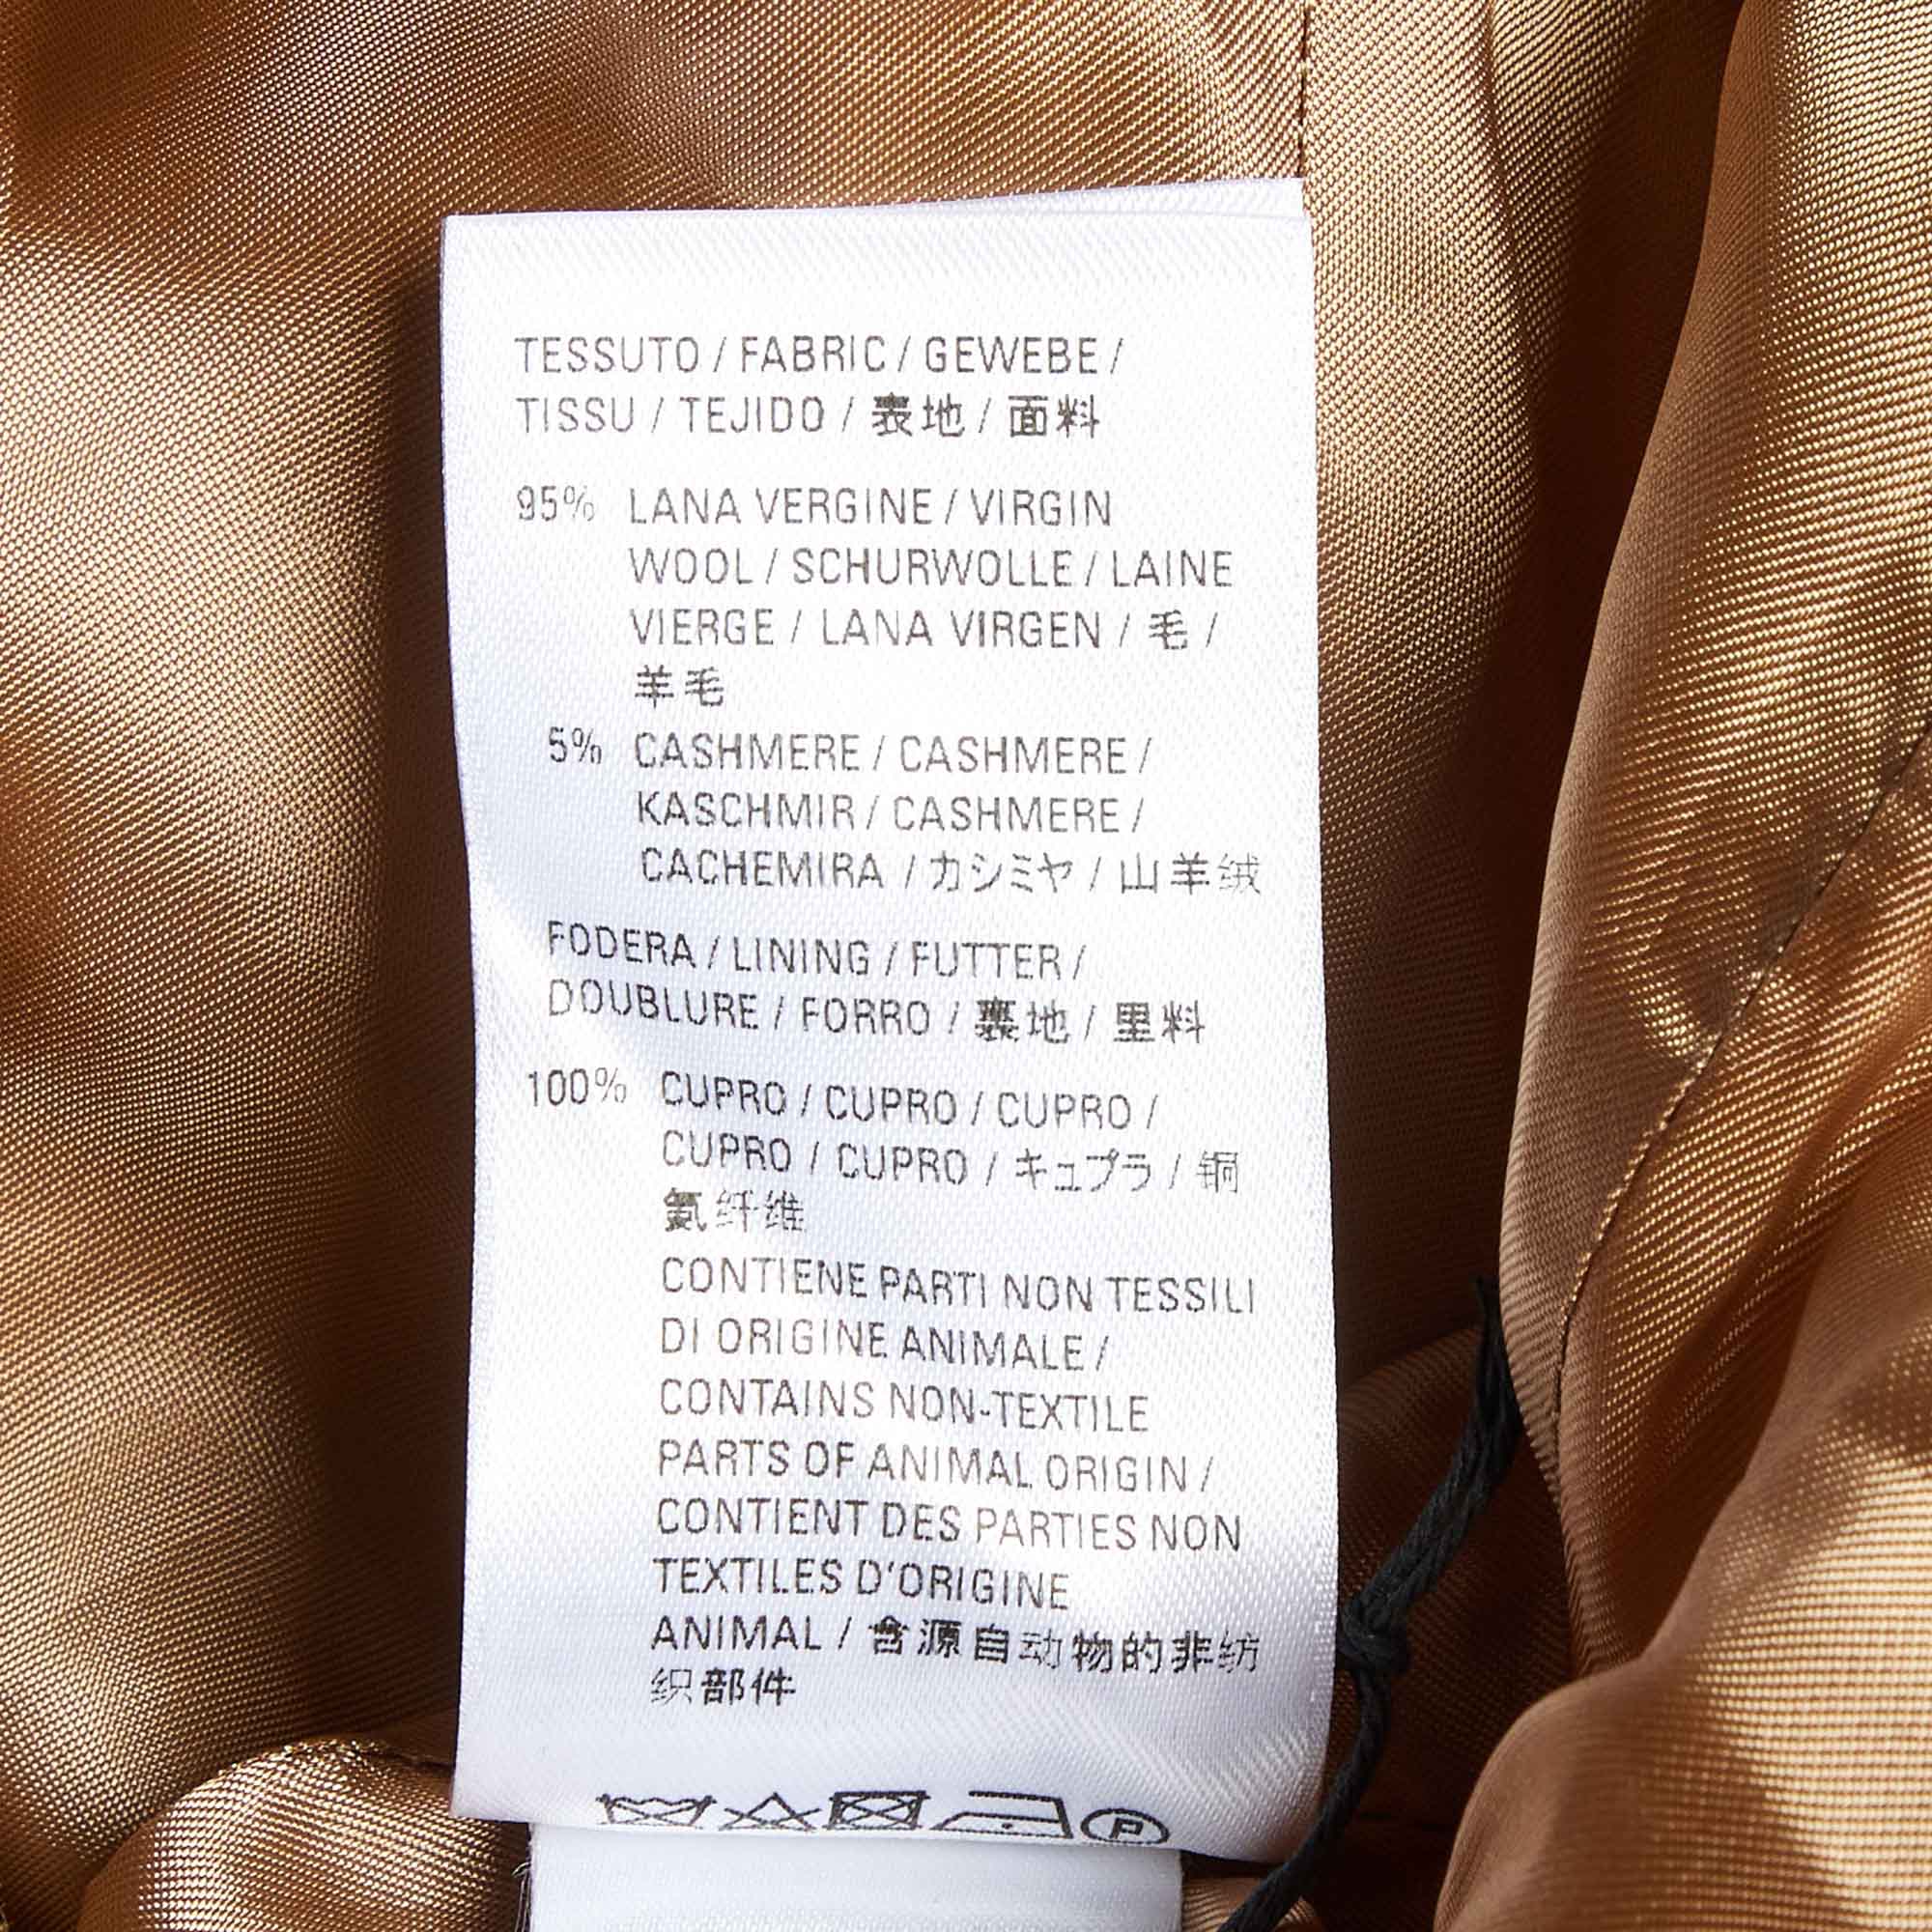 TESSUTO / FABRIC / GEWEBE /
TISSU / TEJIDO / 表地 / 面料
95% LANA VERGINE / VIRGIN
WOOL / SCHURWOLLE / LAINE
VIERGE / LANA VIRGEN / 毛 /
羊毛
5% CASHMERE / CASHMERE /
KASCHMIR / CASHMERE /
CACHEMIRA / カシミヤ / 山羊绒
FODERA / LINING / FUTTER /
DOUBLURE / FORRO / 裏地 / 里料
100% CUPRO / CUPRO / CUPRO /
CUPRO / CUPRO / キュプラ / 铜
氨纤维
CONTIENE PARTI NON TESSILI
DI ORIGINE ANIMALE /
CONTAINS NON-TEXTILE
PARTS OF ANIMAL ORIGIN /
CONTIENT DES PARTIES NON
TEXTILES D'ORIGINE
ANIMAL / 含源自动物的非纺
织部件
P